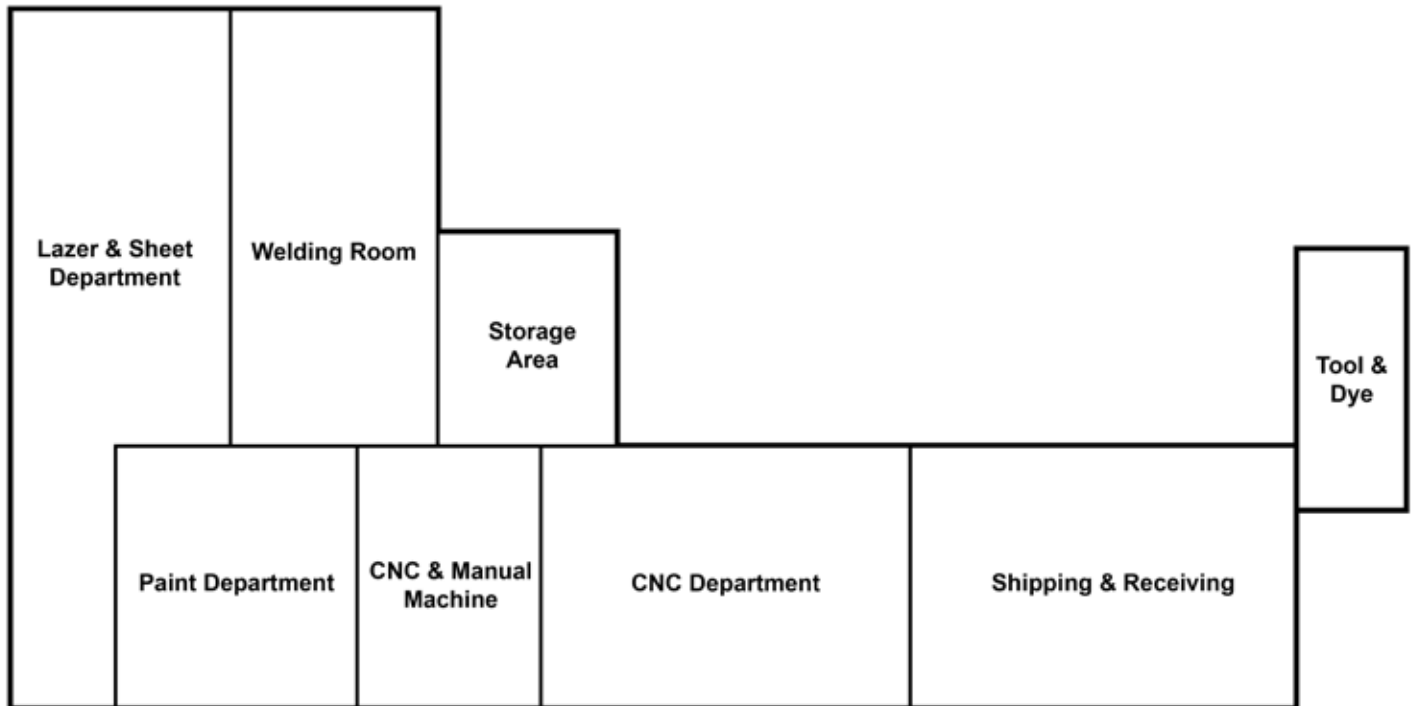 Lazer & Sheet
Department
Welding Room
Storage
Area
Tool &
Dye
Paint Department
CNC & Manual
Machine
CNC Department
Shipping & Receiving